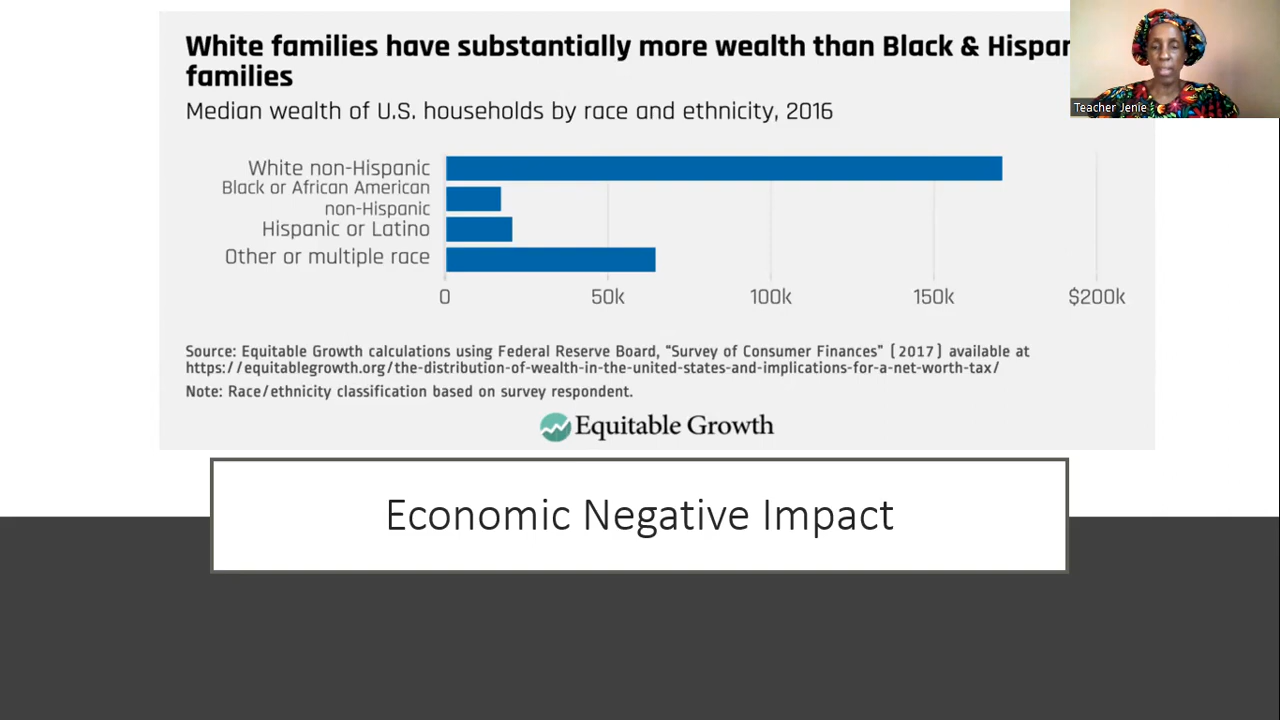 White families have substantially more wealth than Black &
families
Median wealth of U.S. households by race and ethnicity, 2016
Teacher Jenie
White non-Hispanic
Black or African American
non-Hispanic
Hispanic or Latino
Other or multiple race
0 50k 100k 150k $200k
Source: Equitable Growth calculations using Federal Reserve Board, “Survey of Consumer Finances” (2017) available at
https://equitablegrowth.org/the-distribution-of-wealth-in-the-united-states-and-implications-for-a-net-worth-tax/
Note: Race/ethnicity classification based on survey respondent.
Equitable Growth
Economic Negative Impact